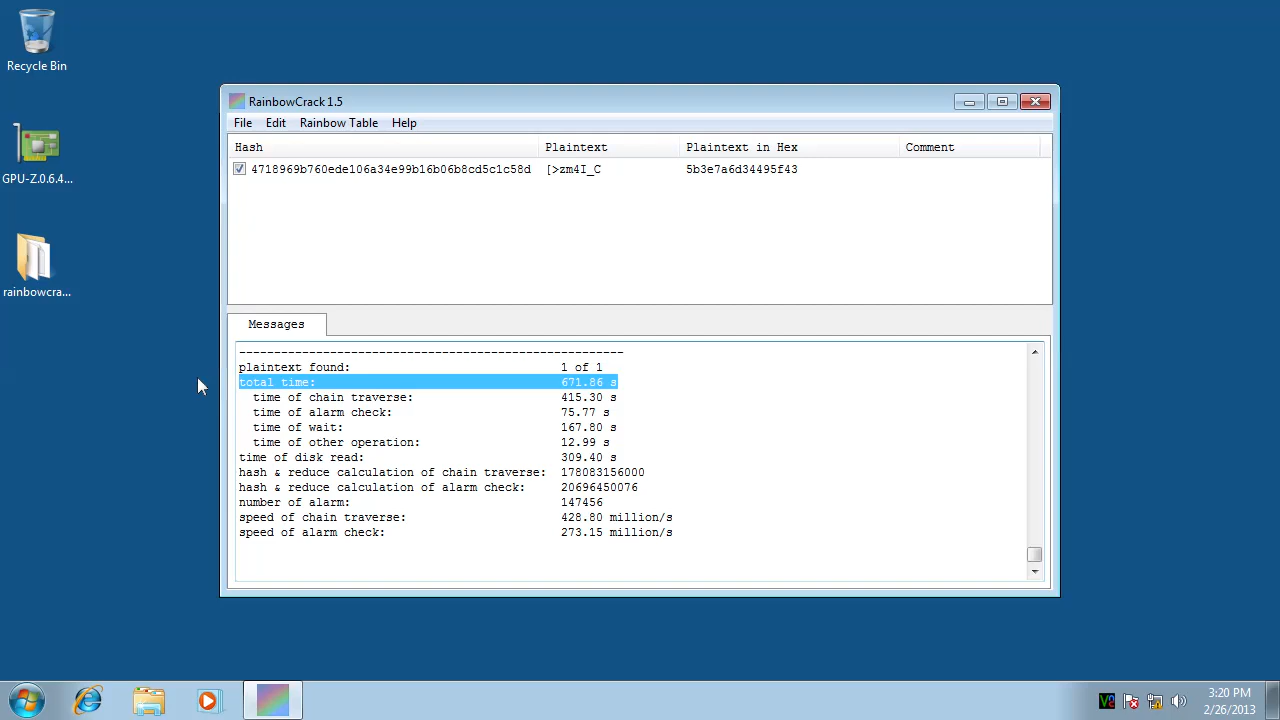 Recycle Bin
GPU-Z.0.6.4...
rainbowcra...
RainbowCrack 1.5
File Edit Rainbow Table Help
Hash Plaintext Plaintext in Hex Comment
4718969b760ede106a34e99b16b06b8cd5c1c58d [>zm4I_C 5b3e7a6d34495f43
Messages
-------------------------------------------------------
plaintext found: 1 of 1
total time: 671.86 s
time of chain traverse: 415.30 s
time of alarm check: 75.77 s
time of wait: 167.80 s
time of other operation: 12.99 s
time of disk read: 309.40 s
hash & reduce calculation of chain traverse: 178083156000
hash & reduce calculation of alarm check: 20696450076
number of alarm: 147456
speed of chain traverse: 428.80 million/s
speed of alarm check: 273.15 million/s
3:20 PM
2/26/2013